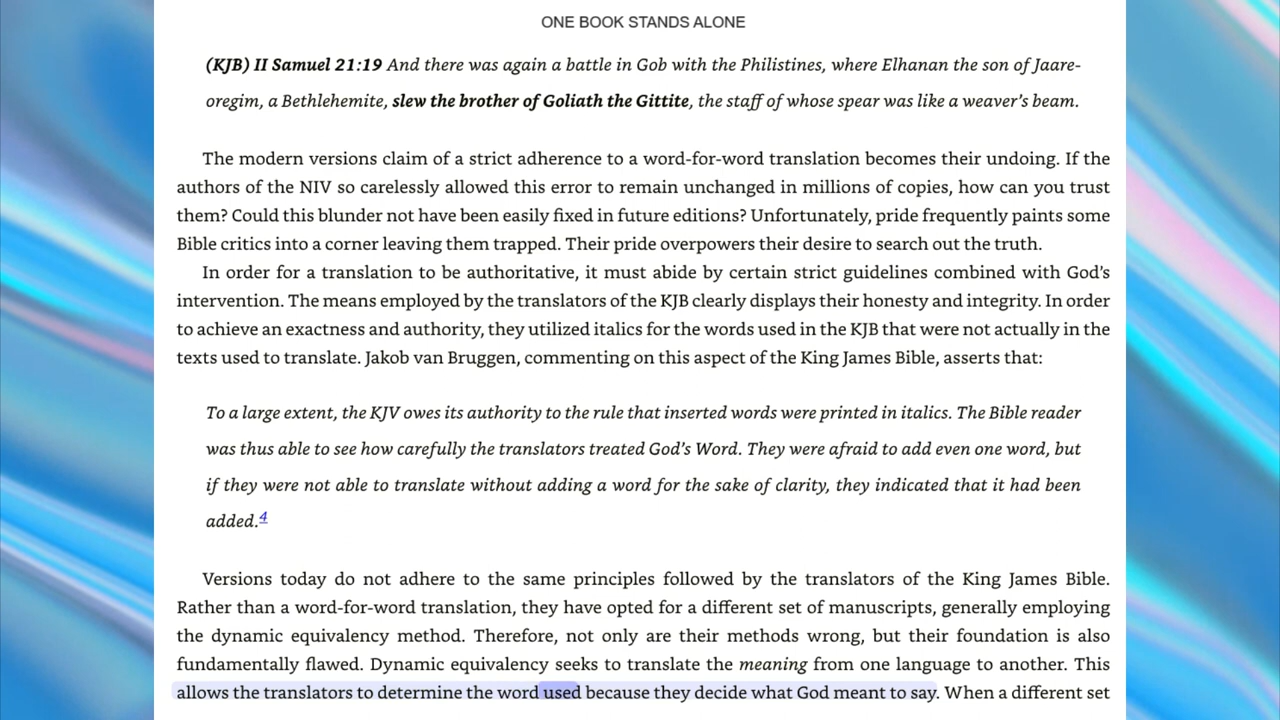 ONE BOOK STANDS ALONE
(KJB) II Samuel 21:19 And there was again a battle in Gob with the Philistines, where Elhanan the son of Jaare-
oregim, a Bethlehemite, slew the brother of Goliath the Gittite, the staff of whose spear was like a weaver’s beam.
The modern versions claim of a strict adherence to a word-for-word translation becomes their undoing. If the
authors of the NIV so carelessly allowed this error to remain unchanged in millions of copies, how can you trust
them? Could this blunder not have been easily fixed in future editions? Unfortunately, pride frequently paints some
Bible critics into a corner leaving them trapped. Their pride overpowers their desire to search out the truth.
In order for a translation to be authoritative, it must abide by certain strict guidelines combined with God’s
intervention. The means employed by the translators of the KJB clearly displays their honesty and integrity. In order
to achieve an exactness and authority, they utilized italics for the words used in the KJB that were not actually in the
texts used to translate. Jakob van Bruggen, commenting on this aspect of the King James Bible, asserts that:
To a large extent, the KJV owes its authority to the rule that inserted words were printed in italics. The Bible reader
was thus able to see how carefully the translators treated God’s Word. They were afraid to add even one word, but
if they were not able to translate without adding a word for the sake of clarity, they indicated that it had been
added.4
Versions today do not adhere to the same principles followed by the translators of the King James Bible.
Rather than a word-for-word translation, they have opted for a different set of manuscripts, generally employing
the dynamic equivalency method. Therefore, not only are their methods wrong, but their foundation is also
fundamentally flawed. Dynamic equivalency seeks to translate the meaning from one language to another. This
allows the translators to determine the word used because they decide what God meant to say. When a different set